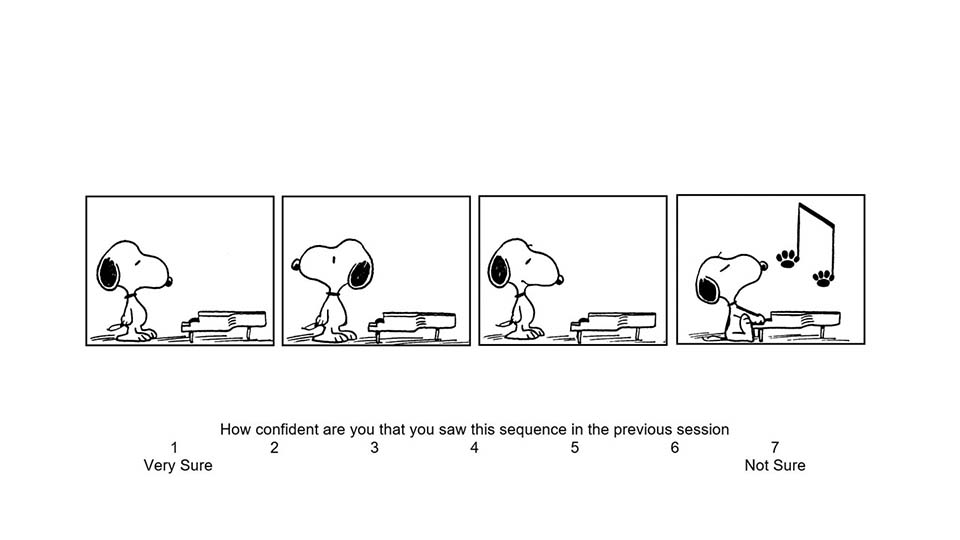 How confident are you that you saw this sequence in the previous session
1 2 3 4 5 6 7
Very Sure Not Sure